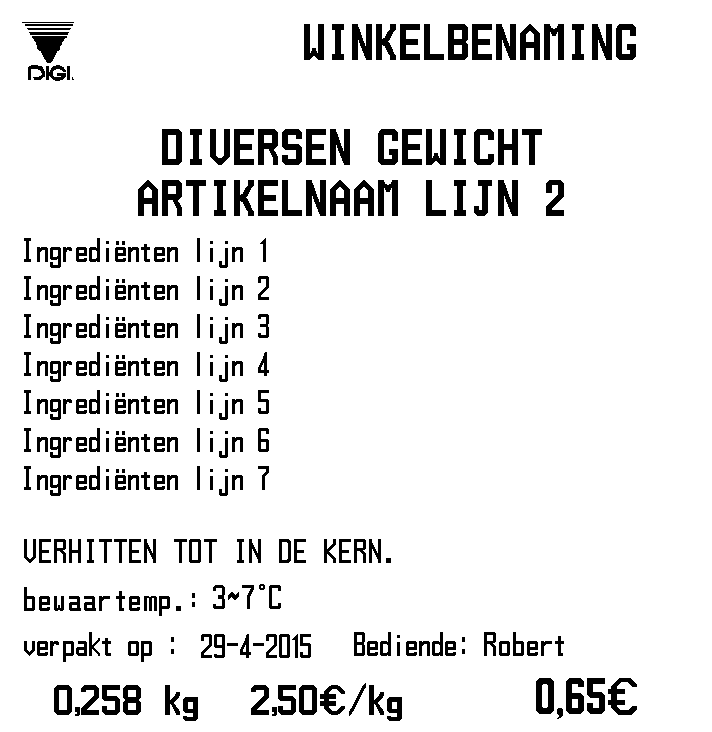 DIGI.
WINKELBENAMING
DIVERSEN GEWICHT
ARTIKELNAAM LIJN 2
Ingrediënten lijn 1
Ingrediënten lijn 2
Ingrediënten lijn 3
Ingrediënten lijn 4
Ingrediënten lijn 5
Ingrediënten lijn 6
Ingrediënten lijn 7
VERHITTEN TOT IN DE KERN.
bewaartemp.: 3~7°C
verpakt op : 29-4-2015 Bediende: Robert
0,258 kg 2,50€/kg 0,65€